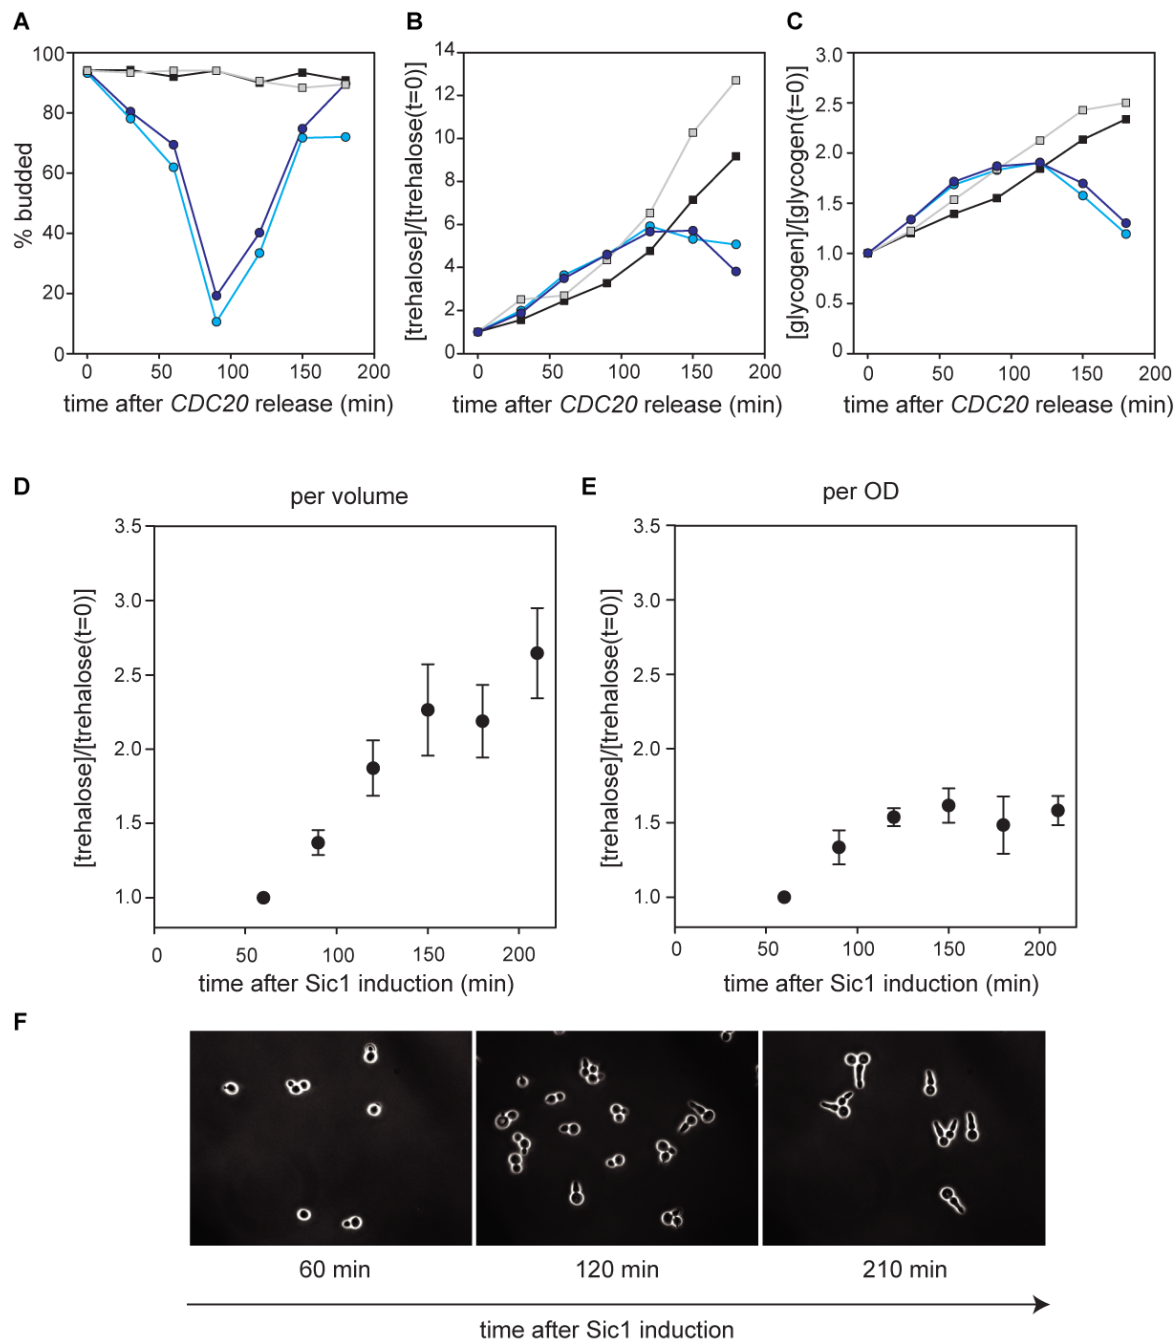 A
B
C
100
80
60
40
20
0
% budded
0 50 100 150 200
time after CDC20 release (min)
14
12
10
8
6
4
2
0
[trehalose]/[trehalose(t=0)]
0 50 100 150 200
time after CDC20 release (min)
3.0
2.5
2.0
1.5
1.0
0.5
0
[glycogen]/[glycogen(t=0)]
0 50 100 150 200
time after CDC20 release (min)
D
per volume
3.5
3.0
2.5
2.0
1.5
1.0
[trehalose]/[trehalose(t=0)]
0 50 100 150 200
time after Sic1 induction (min)
E
per OD
3.5
3.0
2.5
2.0
1.5
1.0
[trehalose]/[trehalose(t=0)]
0 50 100 150 200
time after Sic1 induction (min)
F
60 min
120 min
210 min
time after Sic1 induction